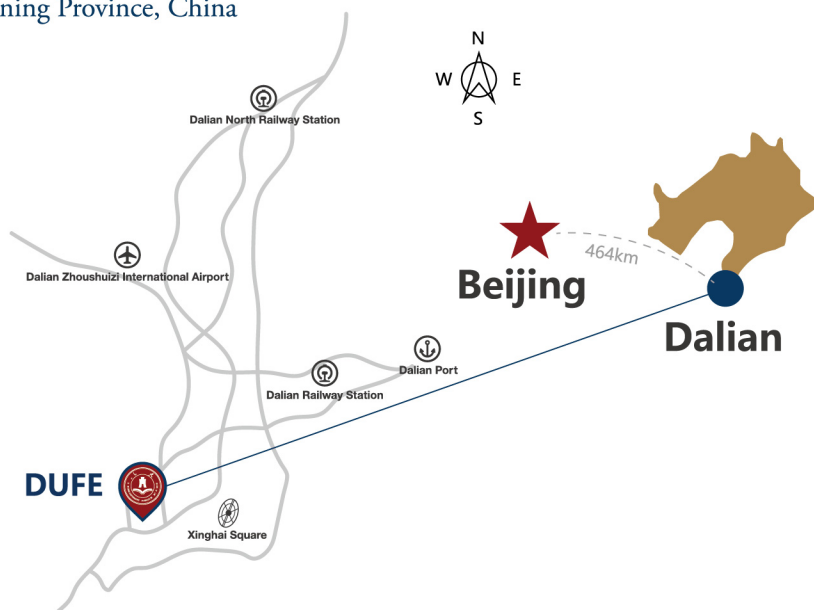 ning Province, China
N
W
E
S
Dalian North Railway Station
464km
Beijing
Dalian
Dalian Zhoushuizi International Airport
Dalian Port
Dalian Railway Station
DUFE
Xinghai Square